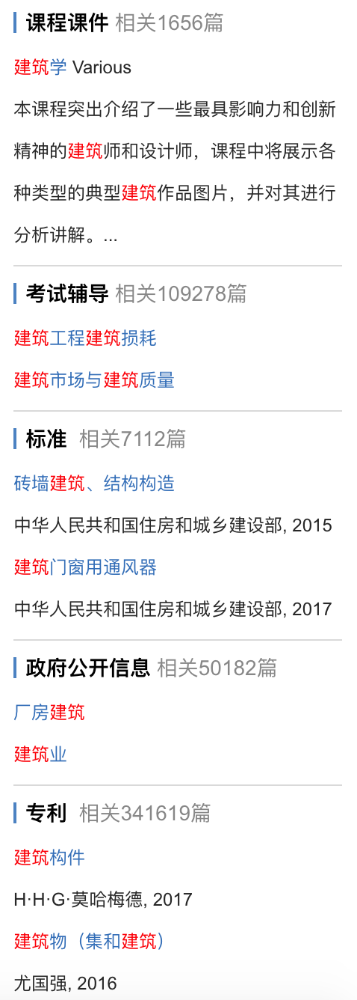 课程课件 相关1656篇
建筑学 Various
本课程突出介绍了一些最具影响力和创新
精神的建筑师和设计师，课程中将展示各
种类型的典型建筑作品图片，并对其进行
分析讲解。...
考试辅导 相关109278篇
建筑工程建筑损耗
建筑市场与建筑质量
标准 相关7112篇
砖墙建筑、结构构造
中华人民共和国住房和城乡建设部, 2015
建筑门窗用通风器
中华人民共和国住房和城乡建设部, 2017
政府公开信息 相关50182篇
厂房建筑
建筑业
专利 相关341619篇
建筑构件
H·H·G·莫哈梅德, 2017
建筑物（集和建筑）
尤国强, 2016